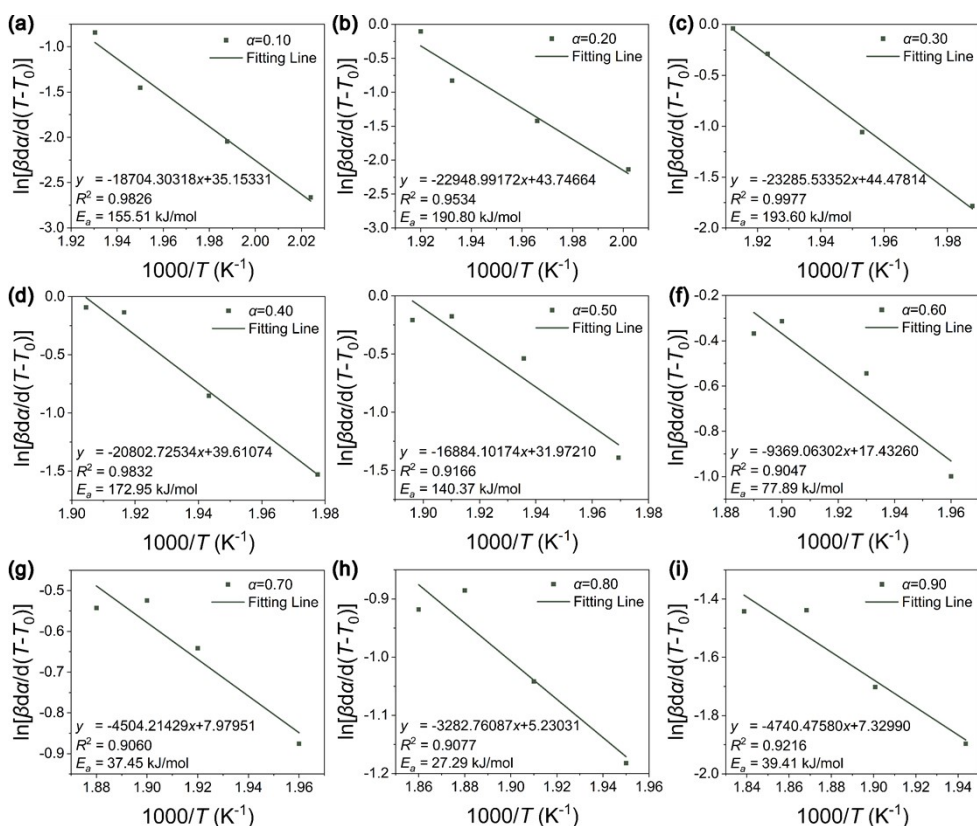 (a)
α=0.10
Fitting Line
ln[βdα/d(T-T0)]
-1.0
-1.5
-2.0
-2.5
-3.0
y = -18704.30318x+35.15331
R² = 0.9826
Ea = 155.51 kJ/mol
1.92 1.94 1.96 1.98 2.00 2.02
1000/T (K⁻¹)
(b)
α=0.20
Fitting Line
ln[βdα/d(T-T0)]
0.0
-0.5
-1.0
-1.5
-2.0
-2.5
-3.0
y = -22948.99172x+43.74664
R² = 0.9534
Ea = 190.80 kJ/mol
1.92 1.94 1.96 1.98 2.00
1000/T (K⁻¹)
(c)
α=0.30
Fitting Line
ln[βdα/d(T-T0)]
0.0
-0.5
-1.0
-1.5
-2.0
y = -23285.53352x+44.47814
R² = 0.9977
Ea = 193.60 kJ/mol
1.92 1.94 1.96 1.98
1000/T (K⁻¹)
(d)
α=0.40
Fitting Line
ln[βdα/d(T-T0)]
0.0
-0.5
-1.0
-1.5
y = -20802.72534x+39.61074
R² = 0.9832
Ea = 172.95 kJ/mol
1.90 1.92 1.94 1.96 1.98
1000/T (K⁻¹)
α=0.50
Fitting Line
ln[βdα/d(T-T0)]
0.0
-0.5
-1.0
-1.5
y = -16884.10174x+31.97210
R² = 0.9166
Ea = 140.37 kJ/mol
1.90 1.92 1.94 1.96
1000/T (K⁻¹)
(f)
α=0.60
Fitting Line
ln[βdα/d(T-T0)]
-0.2
-0.4
-0.6
-0.8
-1.0
y = -9369.06302x+17.43260
R² = 0.9047
Ea = 77.89 kJ/mol
1.88 1.90 1.92 1.94 1.96
1000/T (K⁻¹)
(g)
α=0.70
Fitting Line
ln[βdα/d(T-T0)]
-0.5
-0.6
-0.7
-0.8
-0.9
y = -4504.21429x+7.97951
R² = 0.9060
Ea = 37.45 kJ/mol
1.88 1.90 1.92 1.94 1.96
1000/T (K⁻¹)
(h)
α=0.80
Fitting Line
ln[βdα/d(T-T0)]
-0.9
-1.0
-1.1
-1.2
y = -3282.76087x+5.23031
R² = 0.9077
Ea = 27.29 kJ/mol
1.86 1.88 1.90 1.92 1.94 1.96
1000/T (K⁻¹)
(i)
α=0.90
Fitting Line
ln[βdα/d(T-T0)]
-1.4
-1.6
-1.8
-2.0
y = -4740.47580x+7.32990
R² = 0.9216
Ea = 39.41 kJ/mol
1.84 1.86 1.88 1.90 1.92 1.94
1000/T (K⁻¹)